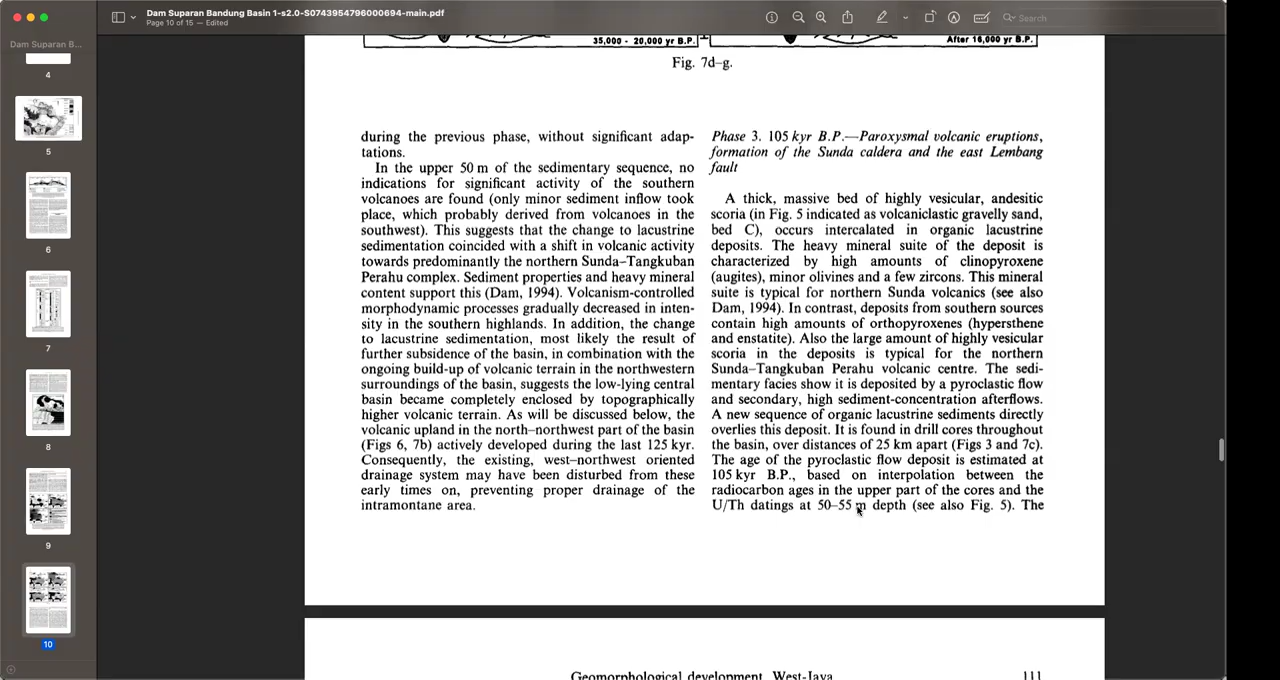 Dam Suparan Bandung Basin 1-s2.0-S0743954796000694-main.pdf
Page 10 of 15 — Edited
Search
Dam Suparan B...
4
5
6
7
8
9
10
35,000 - 20,000 yr B.P.
After 16,000 yr B.P.
Fig. 7d–g.
during the previous phase, without significant adap-
tations.
In the upper 50 m of the sedimentary sequence, no
indications for significant activity of the southern
volcanoes are found (only minor sediment inflow took
place, which probably derived from volcanoes in the
southwest). This suggests that the change to lacustrine
sedimentation coincided with a shift in volcanic activity
towards predominantly the northern Sunda–Tangkuban
Perahu complex. Sediment properties and heavy mineral
content support this (Dam, 1994). Volcanism-controlled
morphodynamic processes gradually decreased in inten-
sity in the southern highlands. In addition, the change
to lacustrine sedimentation, most likely the result of
further subsidence of the basin, in combination with the
ongoing build-up of volcanic terrain in the northwestern
surroundings of the basin, suggests the low-lying central
basin became completely enclosed by topographically
higher volcanic terrain. As will be discussed below, the
volcanic upland in the north–northwest part of the basin
(Figs 6, 7b) actively developed during the last 125 kyr.
Consequently, the existing, west–northwest oriented
drainage system may have been disturbed from these
early times on, preventing proper drainage of the
intramontane area.
Phase 3. 105 kyr B.P.—Paroxysmal volcanic eruptions,
formation of the Sunda caldera and the east Lembang
fault
A thick, massive bed of highly vesicular, andesitic
scoria (in Fig. 5 indicated as volcaniclastic gravelly sand,
bed C), occurs intercalated in organic lacustrine
deposits. The heavy mineral suite of the deposit is
characterized by high amounts of clinopyroxene
(augites), minor olivines and a few zircons. This mineral
suite is typical for northern Sunda volcanics (see also
Dam, 1994). In contrast, deposits from southern sources
contain high amounts of orthopyroxenes (hypersthene
and enstatite). Also the large amount of highly vesicular
scoria in the deposits is typical for the northern
Sunda–Tangkuban Perahu volcanic centre. The sedi-
mentary facies show it is deposited by a pyroclastic flow
and secondary, high sediment-concentration afterflows.
A new sequence of organic lacustrine sediments directly
overlies this deposit. It is found in drill cores throughout
the basin, over distances of 25 km apart (Figs 3 and 7c).
The age of the pyroclastic flow deposit is estimated at
105 kyr B.P., based on interpolation between the
radiocarbon ages in the upper part of the cores and the
U/Th datings at 50–55 m depth (see also Fig. 5). The
Geomorphological development, West-Java
111